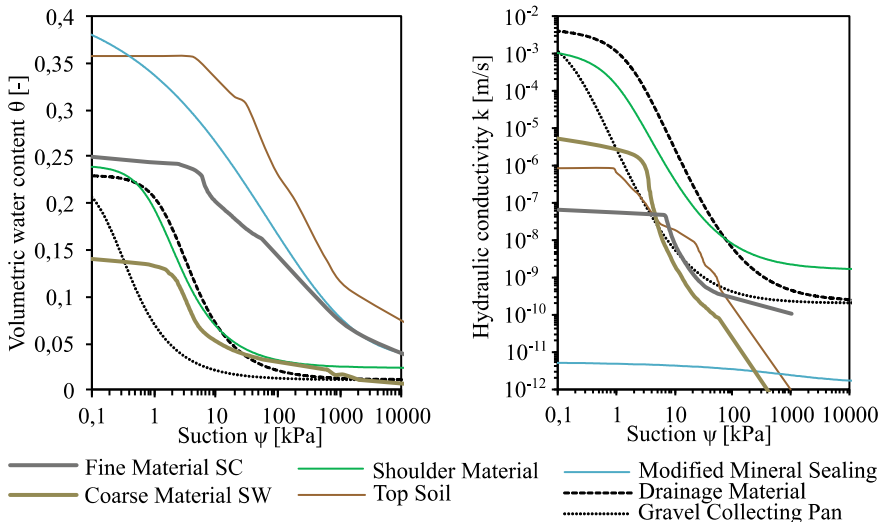 Volumetric water content θ [-]
0,4
0,35
0,3
0,25
0,2
0,15
0,1
0,05
0
0,1 1 10 100 1000 10000
Suction ψ [kPa]
Hydraulic conductivity k [m/s]
10-2
10-3
10-4
10-5
10-6
10-7
10-8
10-9
10-10
10-11
10-12
0,1 1 10 100 1000 10000
Suction ψ [kPa]
Fine Material SC
Coarse Material SW
Shoulder Material
Top Soil
Modified Mineral Sealing
Drainage Material
Gravel Collecting Pan